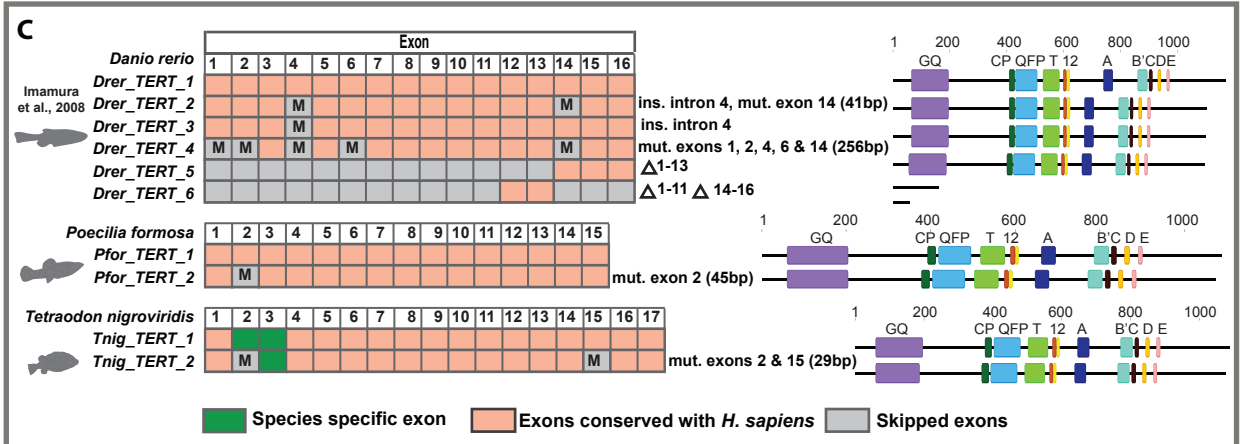 C
Exon
Danio rerio 1 2 3 4 5 6 7 8 9 10 11 12 13 14 15 16
Imamura
et al., 2008
Drer_TERT_1
Drer_TERT_2 M M ins. intron 4, mut. exon 14 (41bp)
Drer_TERT_3 M ins. intron 4
Drer_TERT_4 M M M M M mut. exons 1, 2, 4, 6 & 14 (256bp)
Drer_TERT_5 △1-13
Drer_TERT_6 △1-11 △ 14-16
0 200 400 600 800 1000
GQ CP QFP T 12 A B'CDE
Poecilia formosa 1 2 3 4 5 6 7 8 9 10 11 12 13 14 15
Pfor_TERT_1
Pfor_TERT_2 M mut. exon 2 (45bp)
1 200 400 600 800 1000
GQ CP QFP T 12 A B'C D E
Tetraodon nigroviridis 1 2 3 4 5 6 7 8 9 10 11 12 13 14 15 16 17
Tnig_TERT_1
Tnig_TERT_2 M M mut. exons 2 & 15 (29bp)
1 200 400 600 800 1000
GQ CP QFP T 12 A B'C D E
Species specific exon
Exons conserved with H. sapiens
Skipped exons